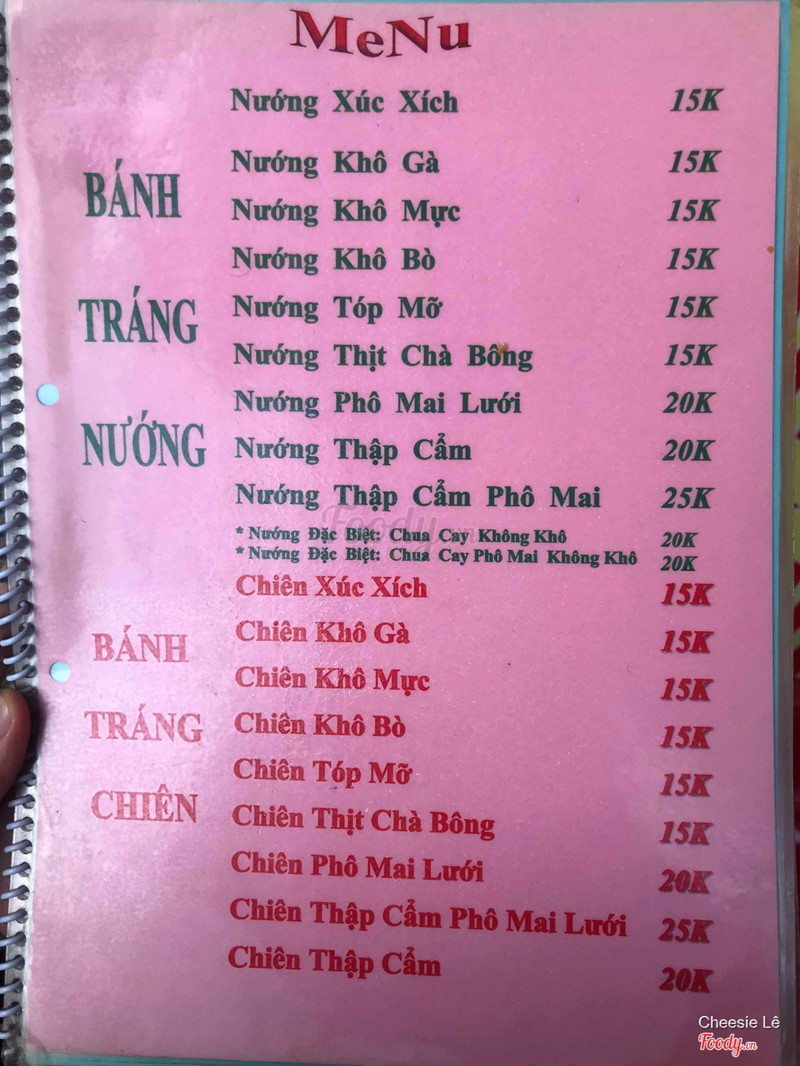 MeNu
Nướng Xúc Xích 15K
Nướng Khô Gà 15K
BÁNH
Nướng Khô Mực 15K
Nướng Khô Bò 15K
TRÁNG
Nướng Tóp Mỡ 15K
Nướng Thịt Chà Bông 15K
Nướng Phô Mai Lưới 20K
NƯỚNG
Nướng Thập Cẩm 20K
Nướng Thập Cẩm Phô Mai 25K
Foody.vn
* Nướng Đặc Biệt: Chua Cay Không Khô 20K
* Nướng Đặc Biệt: Chua Cay Phô Mai Không Khô 20K
Chiên Xúc Xích 15K
Chiên Khô Gà 15K
BÁNH
Chiên Khô Mực 15K
TRÁNG
Chiên Khô Bò 15K
Chiên Tóp Mỡ 15K
CHIÊN
Chiên Thịt Chà Bông 15K
Chiên Phô Mai Lưới 20K
Chiên Thập Cẩm Phô Mai Lưới 25K
Chiên Thập Cẩm 20K
Cheesie Lê
Foody.vn